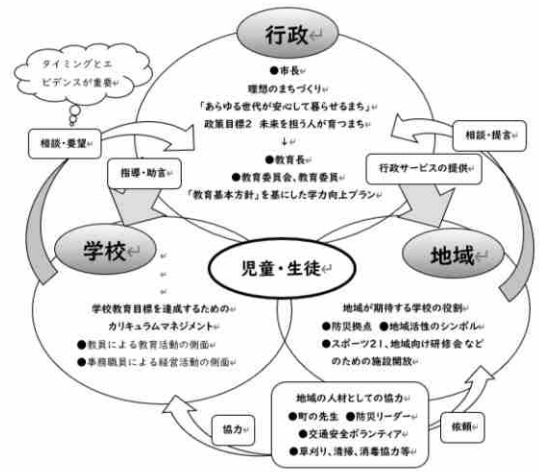 行政
●市長
理想のまちづくり
「あらゆる世代が安心して暮らせるまち」
政策目標2 未来を担う人が育つまち
↓
●教育長
●教育委員会、教育委員
「教育基本方針」を基にした学力向上プラン
タイミングとエ
ビデンスが重要
相談・要望
指導・助言
相談・提言
行政サービスの提供
学校
児童・生徒
地域
学校教育目標を達成するための
カリキュラムマネジメント
●教員による教育活動の側面
●事務職員による経営活動の側面
地域が期待する学校の役割
●防災拠点 ●地域活性のシンボル
●スポーツ21、地域向け研修会など
のための施設開放
地域の人材としての協力
●町の先生 ●防災リーダー
●交通安全ボランティア
●草刈り、清掃、消毒協力等
協力
依頼